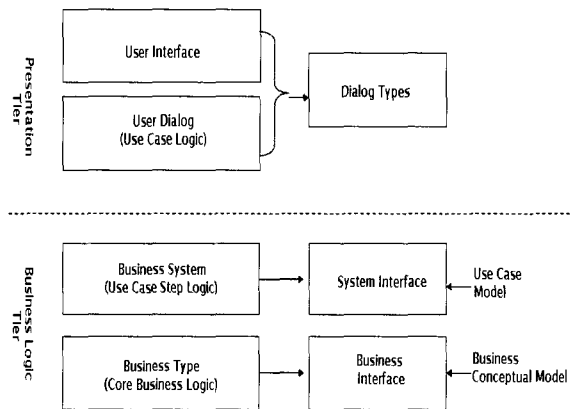 Presentation
Tier
User Interface
User Dialog
(Use Case Logic)
Dialog Types
Business Logic
Tier
Business System
(Use Case Step Logic)
System Interface
Use Case
Model
Business Type
(Core Business Logic)
Business
Interface
Business
Conceptual Model